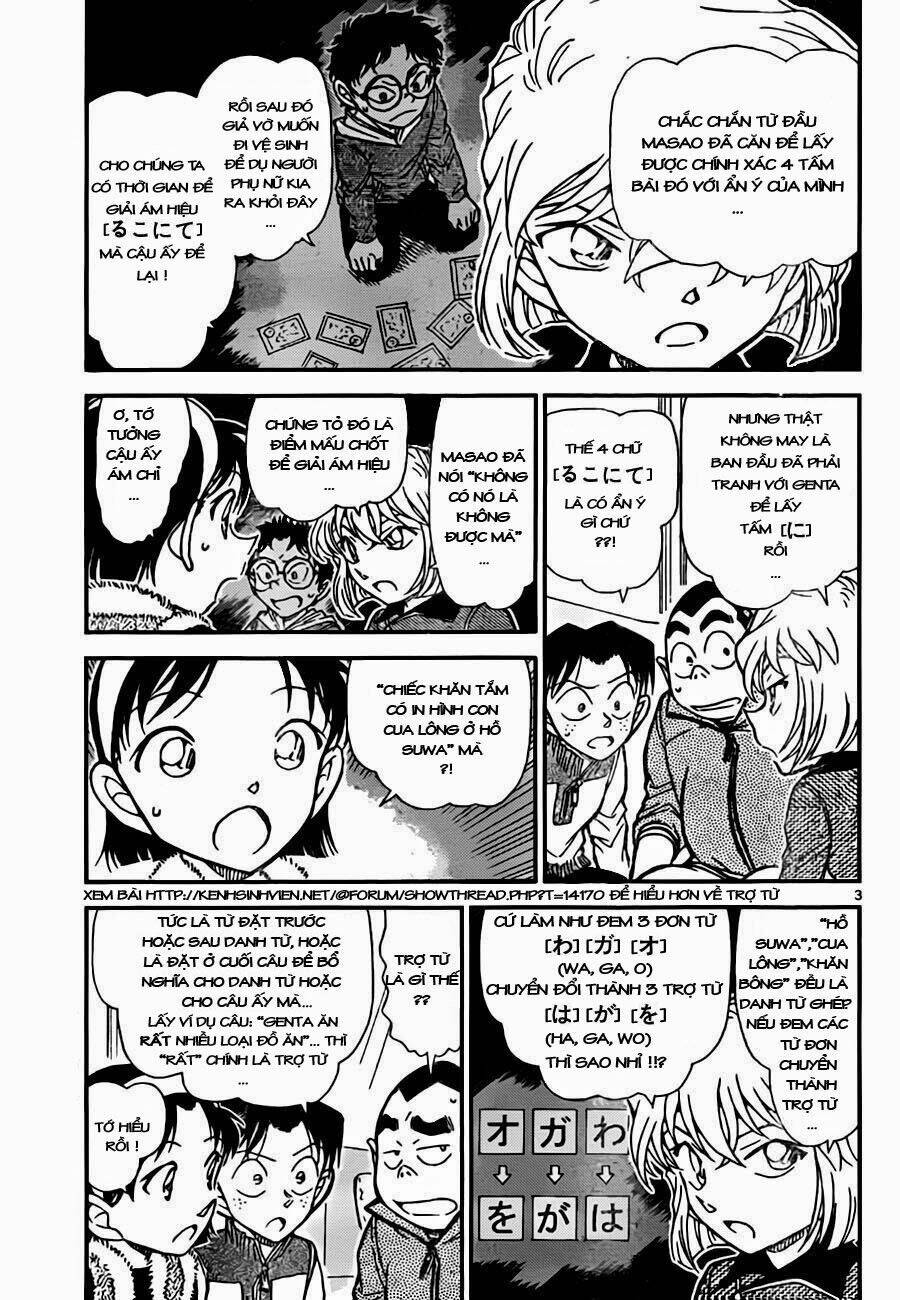 CHẮC CHẮN TỪ ĐẦU
MASAO ĐÃ CĂN ĐỂ LẤY
ĐƯỢC CHÍNH XÁC 4 TẤM
BÀI ĐÓ VỚI ẨN Ý CỦA MÌNH
...
RỒI SAU ĐÓ
GIẢ VỜ MUỐN
ĐI VỆ SINH
ĐỂ DỤ NGƯỜI
PHỤ NỮ KIA
RA KHỎI ĐÂY
...
CHO CHÚNG TA
CÓ THỜI GIAN ĐỂ
GIẢI ÁM HIỆU
[るこにて]
MÀ CẬU ẤY ĐỂ
LẠI !
NHƯNG THẬT
KHÔNG MAY LÀ
BAN ĐẦU ĐÃ PHẢI
TRANH VỚI GENTA
ĐỂ LẤY
TẤM [に]
RỒI
...
THẾ 4 CHỮ
[るこにて]
LÀ CÓ ẨN Ý
GÌ CHỨ
??!
MASAO ĐÃ
NÓI "KHÔNG
CÓ NÓ LÀ
KHÔNG
ĐƯỢC MÀ"
...
CHỨNG TỎ ĐÓ LÀ
ĐIỂM MẤU CHỐT
ĐỂ GIẢI ÁM HIỆU
...
Ơ, TỚ
TƯỞNG
CẬU ẤY
ÁM CHỈ
...
"CHIẾC KHĂN TẮM
CÓ IN HÌNH CON
CUA LÔNG Ở HỒ
SUWA" MÀ
?!
XEM BÀI HTTP://KENHSINHVIEN.NET/@FORUM/SHOWTHREAD.PHP?T=14170 ĐỂ HIỂU HƠN VỀ TRỢ TỪ
3
"HỒ
SUWA","CUA
LÔNG","KHĂN
BÔNG" ĐỀU LÀ
DANH TỪ GHÉP.
NẾU ĐEM CÁC
TỪ ĐƠN
CHUYỂN
THÀNH
TRỢ TỪ
...
CỨ LÀM NHƯ ĐEM 3 ĐƠN TỪ
[わ] [ガ] [オ]
(WA, GA, O)
CHUYỂN ĐỔI THÀNH 3 TRỢ TỪ
[は] [が] [を]
(HA, GA, WO)
THÌ SAO NHỈ !!?
オ ガ わ
を が は
TRỢ TỪ
LÀ GÌ THẾ
??
TỨC LÀ TỪ ĐẶT TRƯỚC
HOẶC SAU DANH TỪ, HOẶC
LÀ ĐẶT Ở CUỐI CÂU ĐỂ BỔ
NGHĨA CHO DANH TỪ HOẶC
CHO CÂU ẤY MÀ...
LẤY VÍ DỤ CÂU: "GENTA ĂN
RẤT NHIỀU LOẠI ĐỒ ĂN"... THÌ
"RẤT" CHÍNH LÀ TRỢ TỪ
...
TỚ HIỂU
RỒI !